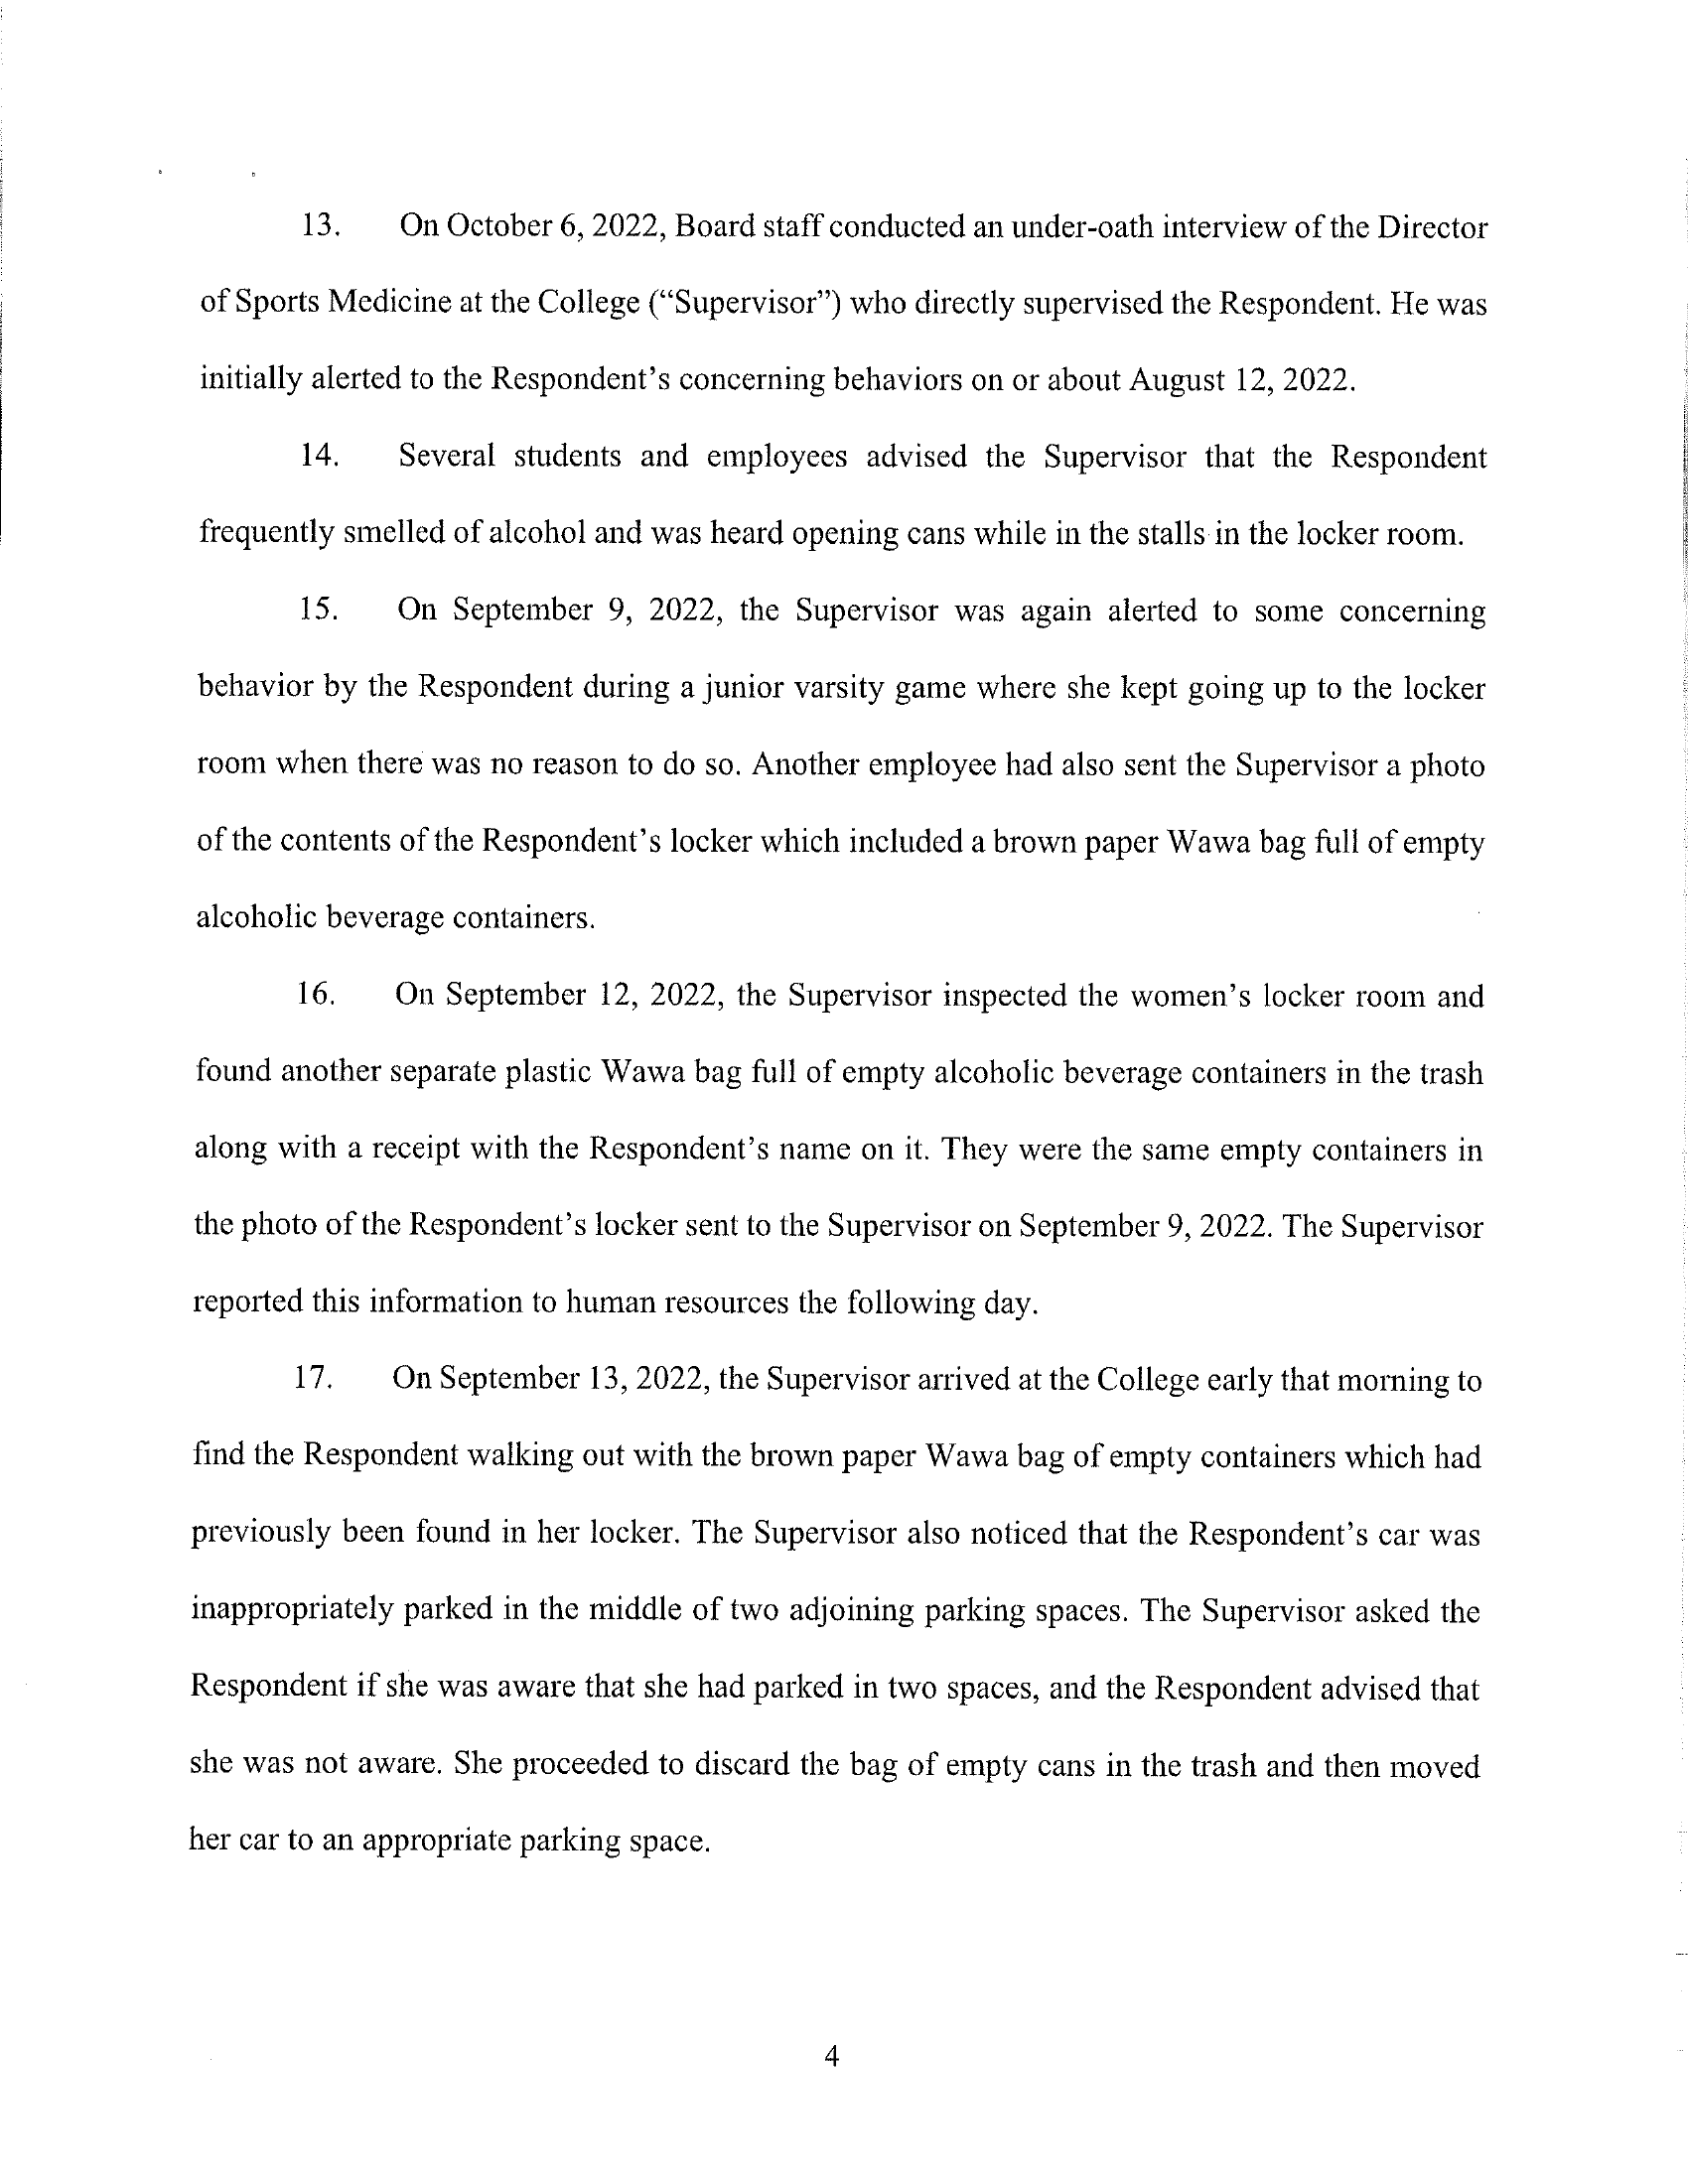 13. On October 6, 2022, Board staff conducted an under-oath interview of the Director
of Sports Medicine at the College (“Supervisor”) who directly supervised the Respondent. He was
initially alerted to the Respondent’s concerning behaviors on or about August 12, 2022.
14. Several students and employees advised the Supervisor that the Respondent
frequently smelled of alcohol and was heard opening cans while in the stalls in the locker room.
15. On September 9, 2022, the Supervisor was again alerted to some concerning
behavior by the Respondent during a junior varsity game where she kept going up to the locker
room when there was no reason to do so. Another employee had also sent the Supervisor a photo
of the contents of the Respondent’s locker which included a brown paper Wawa bag full of empty
alcoholic beverage containers.
16. On September 12, 2022, the Supervisor inspected the women’s locker room and
found another separate plastic Wawa bag full of empty alcoholic beverage containers in the trash
along with a receipt with the Respondent’s name on it. They were the same empty containers in
the photo of the Respondent’s locker sent to the Supervisor on September 9, 2022. The Supervisor
reported this information to human resources the following day.
17. On September 13, 2022, the Supervisor arrived at the College early that morning to
find the Respondent walking out with the brown paper Wawa bag of empty containers which had
previously been found in her locker. The Supervisor also noticed that the Respondent’s car was
inappropriately parked in the middle of two adjoining parking spaces. The Supervisor asked the
Respondent if she was aware that she had parked in two spaces, and the Respondent advised that
she was not aware. She proceeded to discard the bag of empty cans in the trash and then moved
her car to an appropriate parking space.
4